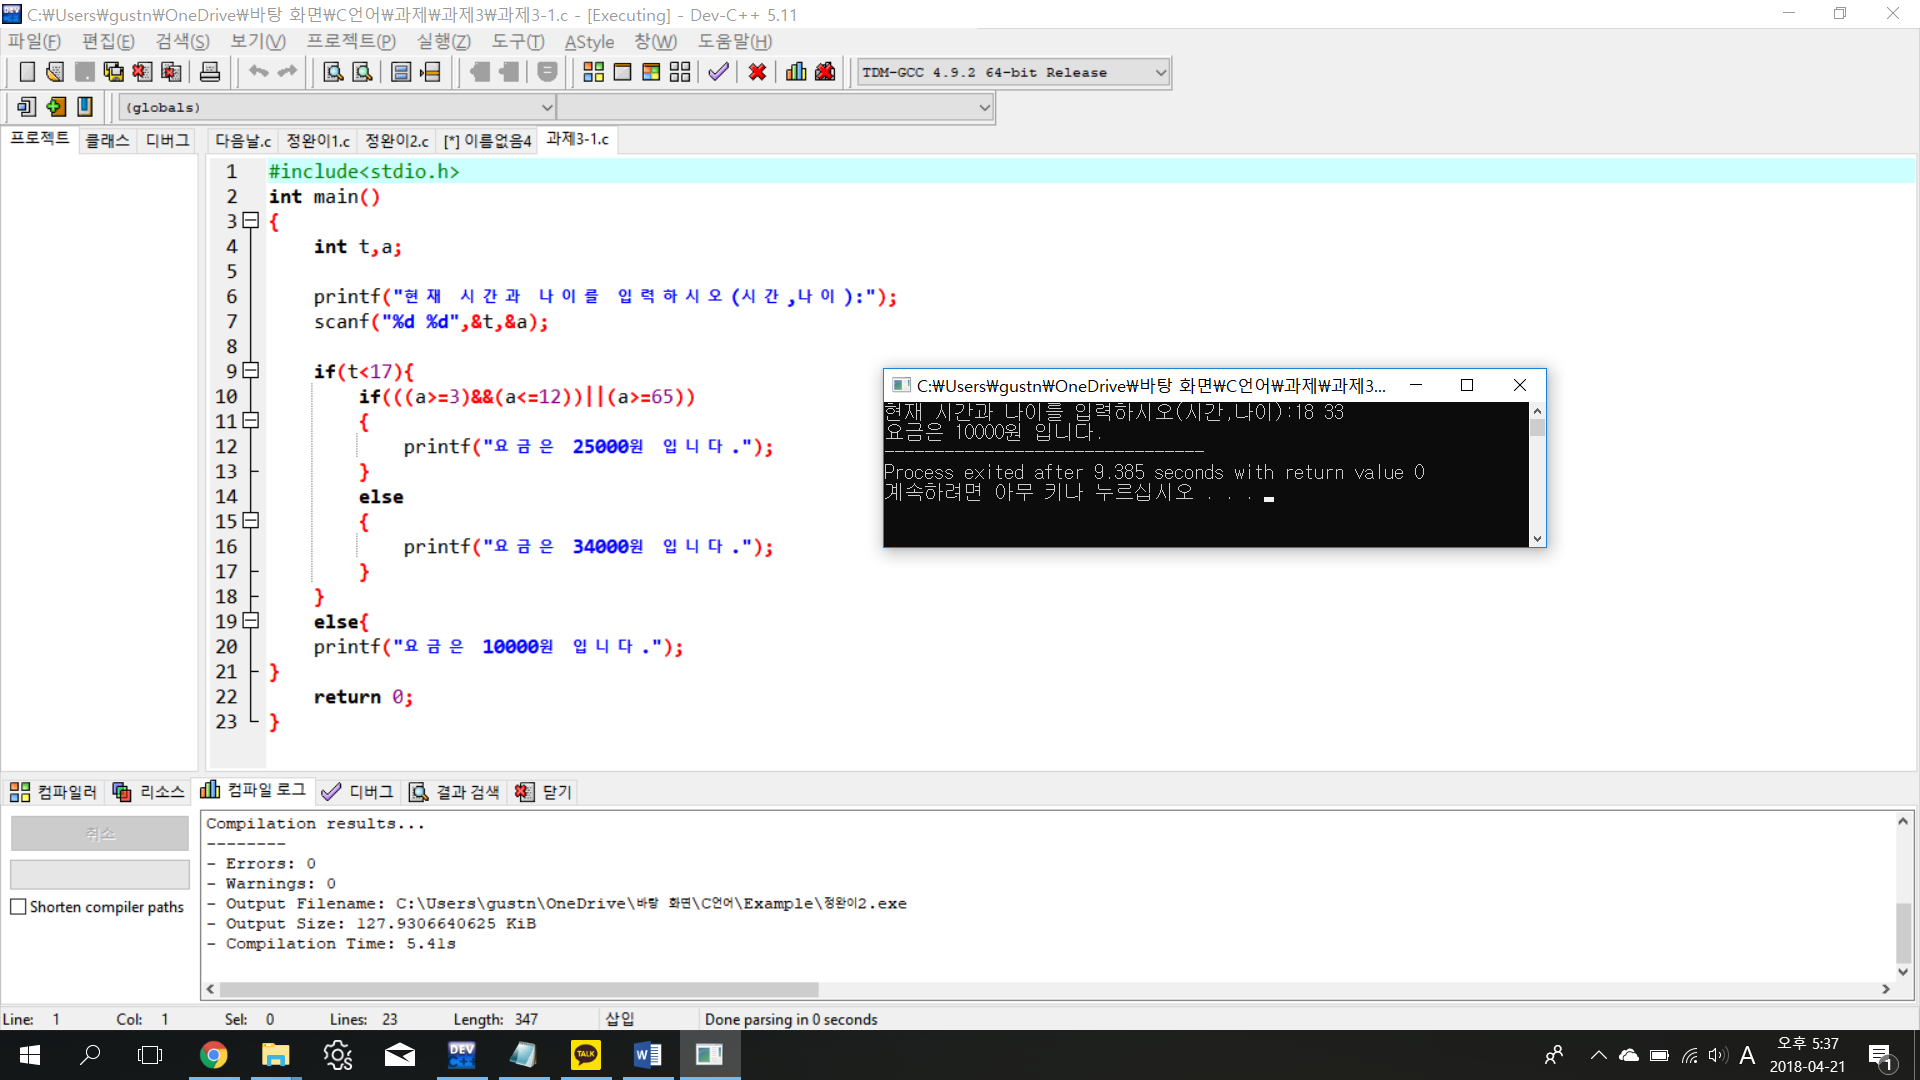 C:₩Users₩gustn₩OneDrive₩바탕 화면₩C언어₩과제₩과제3₩과제3-1.c - [Executing] - Dev-C++ 5.11
파일(F) 편집(E) 검색(S) 보기(V) 프로젝트(P) 실행(Z) 도구(T) AStyle 창(W) 도움말(H)
TDM-GCC 4.9.2 64-bit Release
(globals)
프로젝트 클래스 디버그 다음날.c 정완이1.c 정완이2.c [*] 이름없음4 과제3-1.c
1 #include<stdio.h>
2 int main()
3 {
4 int t,a;
5
6 printf("현재 시간과 나이를 입력하시오(시간,나이):");
7 scanf("%d %d",&t,&a);
8
9 if(t<17){
10 if(((a>=3)&&(a<=12))||(a>=65))
11 {
12 printf("요금은 25000원 입니다.");
13 }
14 else
15 {
16 printf("요금은 34000원 입니다.");
17 }
18 }
19 else{
20 printf("요금은 10000원 입니다.");
21 }
22 return 0;
23 }
C:₩Users₩gustn₩OneDrive₩바탕 화면₩C언어₩과제₩과제3...
현재 시간과 나이를 입력하시오(시간,나이):18 33
요금은 10000원 입니다.
--------------------------------
Process exited after 9.385 seconds with return value 0
계속하려면 아무 키나 누르십시오 . . .
컴파일러 리소스 컴파일 로그 디버그 결과 검색 닫기
취소
Shorten compiler paths
Compilation results...
--------
- Errors: 0
- Warnings: 0
- Output Filename: C:\Users\gustn\OneDrive\바탕 화면\C언어\Example\정완이2.exe
- Output Size: 127.9306640625 KiB
- Compilation Time: 5.41s
Line: 1 Col: 1 Sel: 0 Lines: 23 Length: 347 삽입 Done parsing in 0 seconds
DEV
TALK
A
오후 5:37
2018-04-21
1